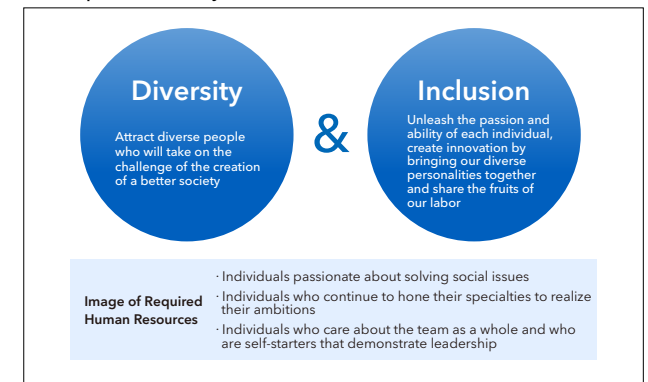 Diversity
Attract diverse people
who will take on the
challenge of the creation
of a better society
&
Inclusion
Unleash the passion and
ability of each individual,
create innovation by
bringing our diverse
personalities together
and share the fruits of
our labor
Image of Required
Human Resources
· Individuals passionate about solving social issues
· Individuals who continue to hone their specialties to realize
their ambitions
· Individuals who care about the team as a whole and who
are self-starters that demonstrate leadership